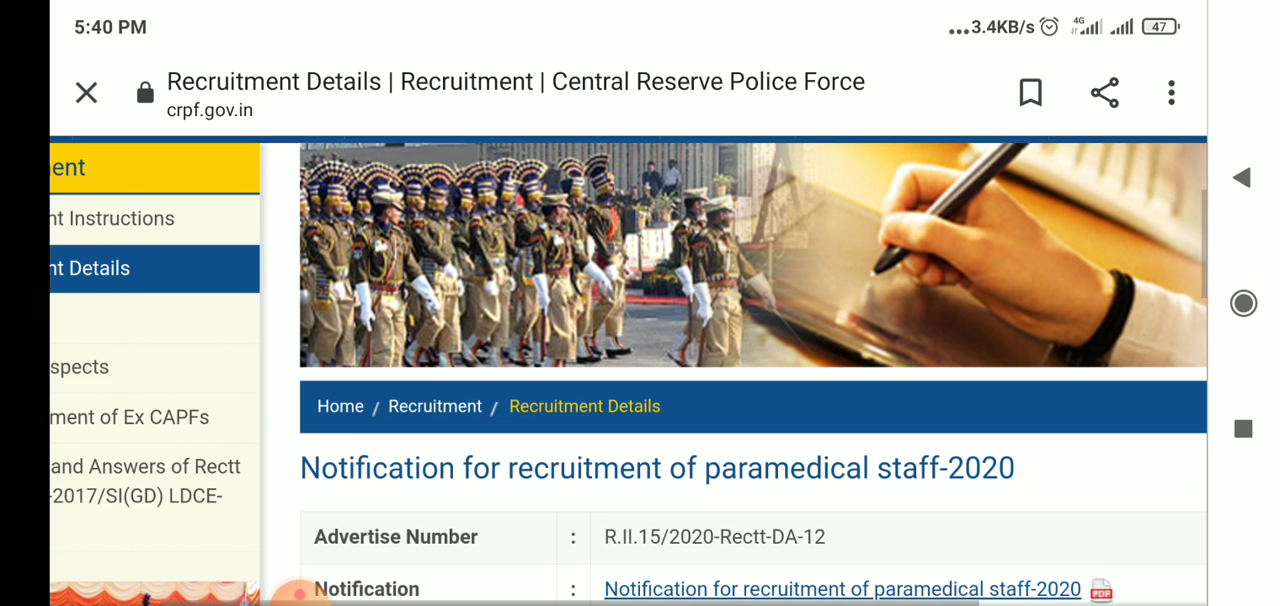 5:40 PM
...3.4KB/s 4G 47
Recruitment Details | Recruitment | Central Reserve Police Force
crpf.gov.in
ent
nt Instructions
nt Details
spects
ment of Ex CAPFs
and Answers of Rectt
-2017/SI(GD) LDCE-
Home / Recruitment / Recruitment Details
Notification for recruitment of paramedical staff-2020
Advertise Number : R.II.15/2020-Rectt-DA-12
Notification : Notification for recruitment of paramedical staff-2020 PDF